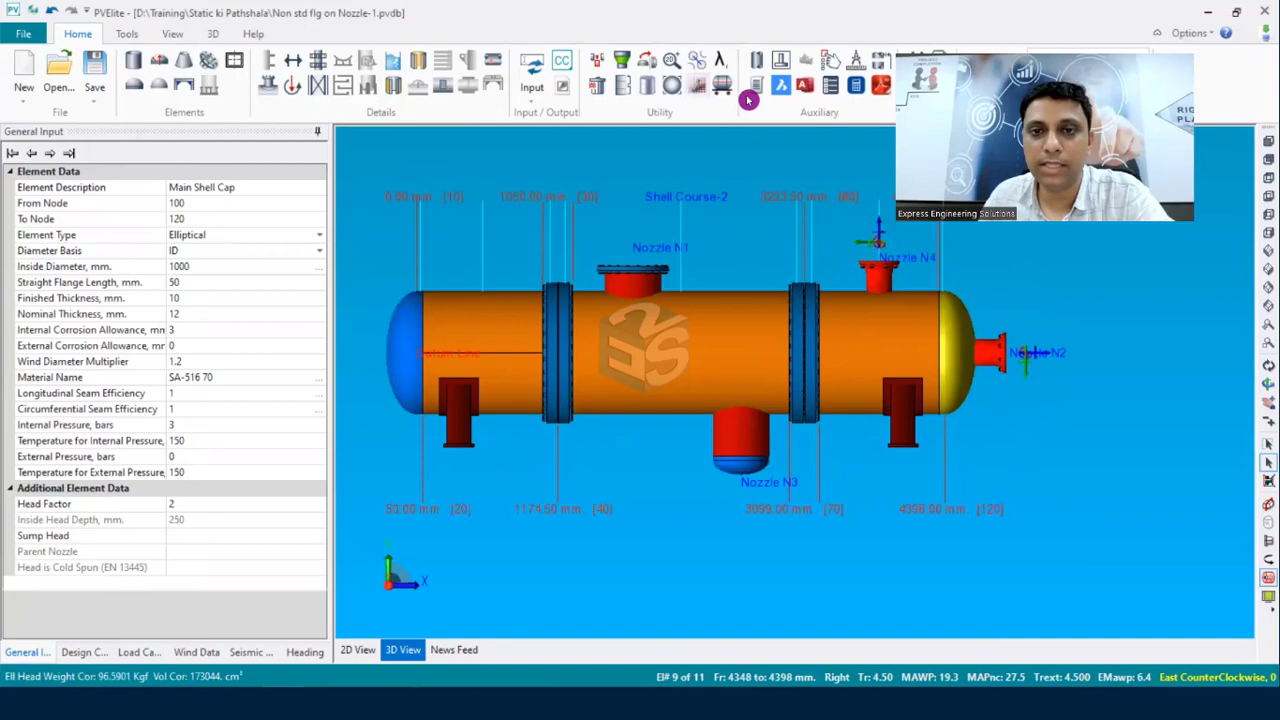 PVElite - [D:\Training\Static ki Pathshala\Non std flg on Nozzle-1.pvdb]
File Home Tools View 3D Help Options
New Open... Save Input
File Elements Details Input / Output Utility Auxiliary
PROJECT COMPLETION
START
Express Engineering Solutions
General Input
Element Data
Element Description Main Shell Cap
From Node 100
To Node 120
Element Type Elliptical
Diameter Basis ID
Inside Diameter, mm. 1000
Straight Flange Length, mm. 50
Finished Thickness, mm. 10
Nominal Thickness, mm. 12
Internal Corrosion Allowance, mm 3
External Corrosion Allowance, mm 0
Wind Diameter Multiplier 1.2
Material Name SA-516 70
Longitudinal Seam Efficiency 1
Circumferential Seam Efficiency 1
Internal Pressure, bars 3
Temperature for Internal Pressure, 150
External Pressure, bars 0
Temperature for External Pressure, 150
Additional Element Data
Head Factor 2
Inside Head Depth, mm. 250
Sump Head
Parent Nozzle
Head is Cold Spun (EN 13445)
0.00 mm. [10] 1060.00 mm. [30] Shell Course-2 [60]
Nozzle N1
Nozzle N4
Datum Line Nozzle N2
E2S
Nozzle N3
50.00 mm. [20] 1174.50 mm. [40] 3099.00 mm. [70] 4398.00 mm. [120]
Y
X
General I... Design C... Load Ca... Wind Data Seismic ... Heading
2D View 3D View News Feed
Ell Head Weight Cor: 96.5901 Kgf Vol Cor: 173044. cm³ El# 9 of 11 Fr: 4348 to: 4398 mm. Right Tr: 4.50 MAWP: 19.3 MAPnc: 27.5 Trext: 4.500 EMawp: 6.4 East CounterClockwise, 0